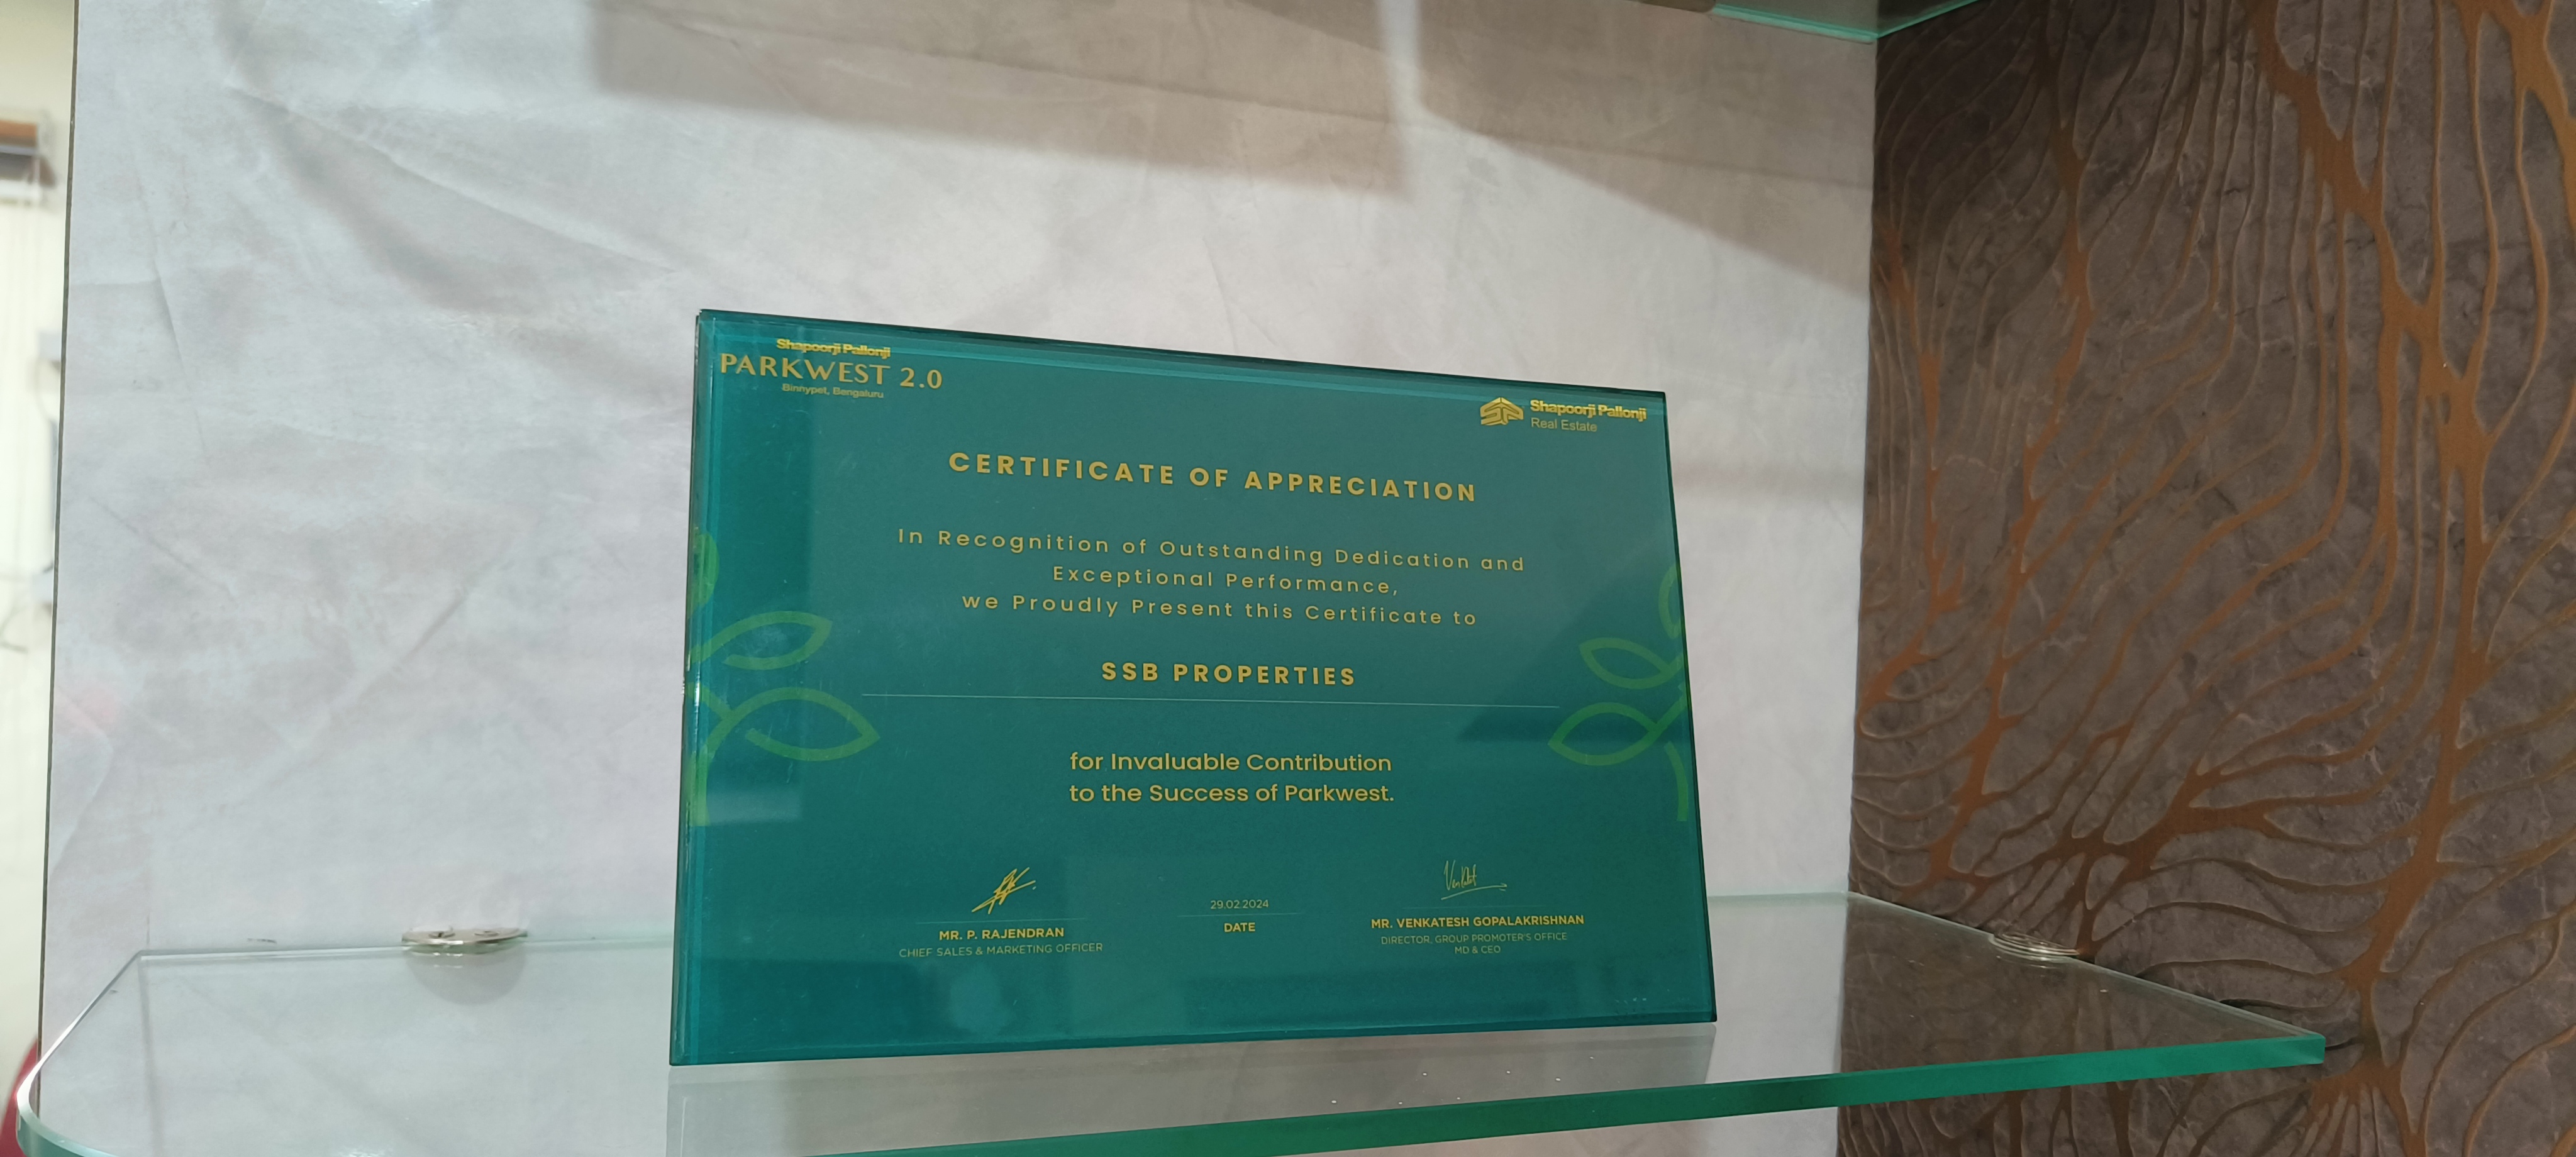 Shapoorji Pallonji
PARKWEST 2.0
Binnypet, Bengaluru
Shapoorji Pallonji
Real Estate
CERTIFICATE OF APPRECIATION
In Recognition of Outstanding Dedication and
Exceptional Performance,
we Proudly Present this Certificate to
SSB PROPERTIES
for Invaluable Contribution
to the Success of Parkwest.
MR. P. RAJENDRAN
CHIEF SALES & MARKETING OFFICER
29.02.2024
DATE
Venkat
MR. VENKATESH GOPALAKRISHNAN
DIRECTOR, GROUP PROMOTER'S OFFICE
MD & CEO